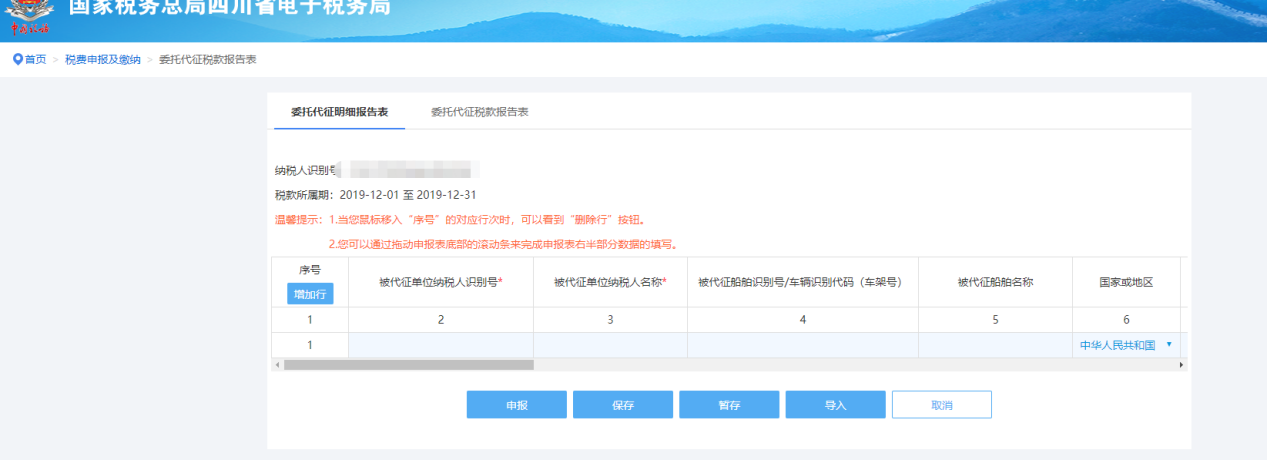 国家税务总局四川省电子税务局
中国税务
首页 > 税费申报及缴纳 > 委托代征税款报告表
委托代征明细报告表 委托代征税款报告表
纳税人识别号
税款所属期：2019-12-01 至 2019-12-31
温馨提示：1.当您鼠标移入“序号”的对应行次时，可以看到“删除行”按钮。
2.您可以通过拖动申报表底部的滚动条来完成申报表右半部分数据的填写。
序号 增加行 被代征单位纳税人识别号* 被代征单位纳税人名称* 被代征船舶识别号/车辆识别代码（车架号） 被代征船舶名称 国家或地区
1 2 3 4 5 6
1 中华人民共和国
申报 保存 暂存 导入 取消